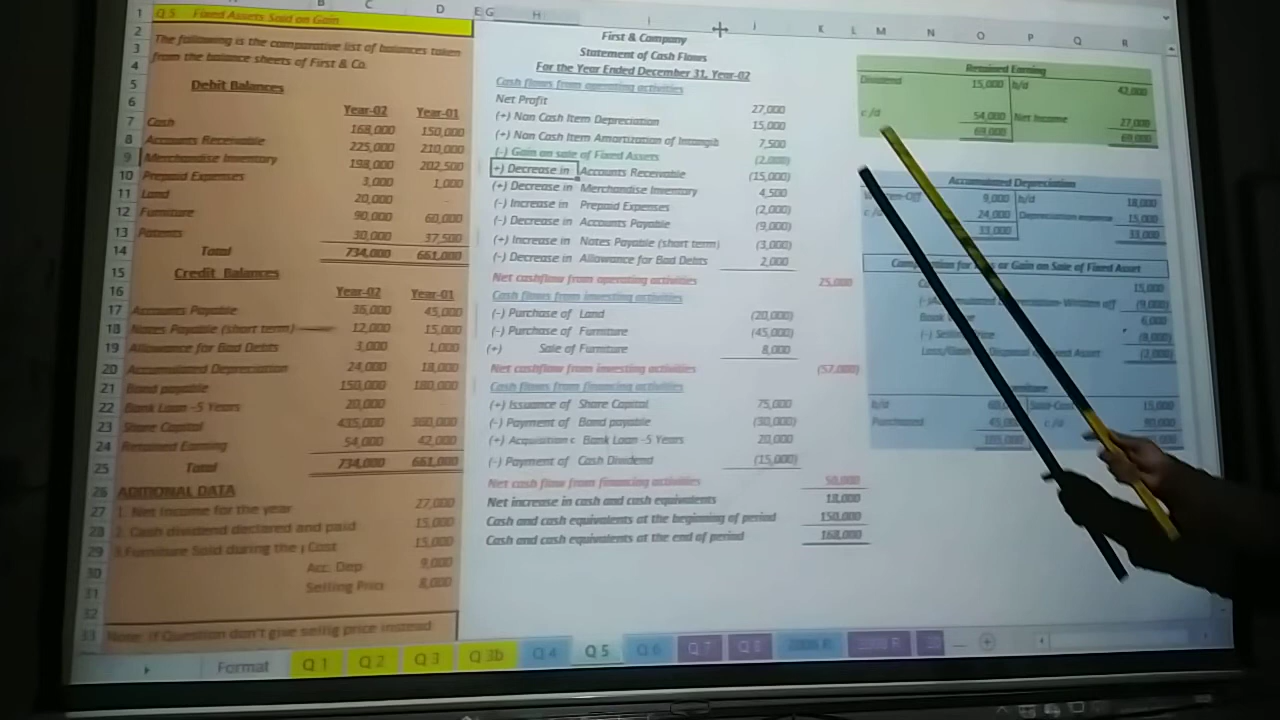 Q 5 Fixed Assets Sold on Gain
The following is the comparative list of balances taken
from the balance sheets of First & Co.
Debit Balances
Year-02 Year-01
Cash 168,000 150,000
Accounts Receivable 225,000 210,000
Merchandise Inventory 198,000 202,500
Prepaid Expenses 3,000 1,000
Land 20,000 -
Furniture 90,000 60,000
Patents 30,000 37,500
Total 734,000 661,000
Credit Balances
Year-02 Year-01
Accounts Payable 36,000 45,000
Notes Payable (short term) 12,000 15,000
Allowance for Bad Debts 3,000 1,000
Accumulated Depreciation 24,000 18,000
Bond payable 150,000 180,000
Bank Loan -5 Years 20,000 -
Share Capital 435,000 360,000
Retained Earning 54,000 42,000
Total 734,000 661,000
ADITIONAL DATA
1. Net Income for the year 27,000
2. Cash dividend declared and paid 15,000
3.Furniture Sold during the Cost 15,000
Acc. Dep 9,000
Selling Price 8,000
Note: If Question don't give sellig price instead
First & Company
Statement of Cash Flows
For the Year Ended December 31, Year-02
Cash flows from operating activities
Net Profit 27,000
(+) Non Cash Item Depreciation 15,000
(+) Non Cash Item Amortization of Intangib 7,500
(-) Gain on sale of Fixed Assets (2,000)
(+) Decrease in Accounts Receivable (15,000)
(+) Decrease in Merchandise Inventory 4,500
(-) Increase in Prepaid Expenses (2,000)
(-) Decrease in Accounts Payable (9,000)
(+) Increase in Notes Payable (short term) (3,000)
(-) Decrease in Allowance for Bad Debts 2,000
Net cashflow from operating activities 25,000
Cash flows from investing activities
(-) Purchase of Land (20,000)
(-) Purchase of Furniture (45,000)
(+) Sale of Furniture 8,000
Net cashflow from investing activities (57,000)
Cash flows from financing activities
(+) Issuance of Share Capital 75,000
(-) Payment of Bond payable (30,000)
(+) Acquisition c Bank Loan -5 Years 20,000
(-) Payment of Cash Dividend (15,000)
Net cash flow from financing activities 50,000
Net increase in cash and cash equivalents 18,000
Cash and cash equivalents at the beginning of period 150,000
Cash and cash equivalents at the end of period 168,000
Retained Earning
Dividend 15,000 b/d 42,000
c/d 54,000 Net Income 27,000
69,000 69,000
Accumulated Depreciation
9,000 b/d 18,000
24,000 Depreciation expense 15,000
33,000 33,000
Gain on Sale of Fixed Asset
15,000
Written off (9,000)
Book 6,000
(8,000)
b/d 15,000
Purchased 45,000 c/d 90,000
Format Q 1 Q 2 Q 3 Q 3b Q 4 Q 5 Q 6 Q 7 Q 8